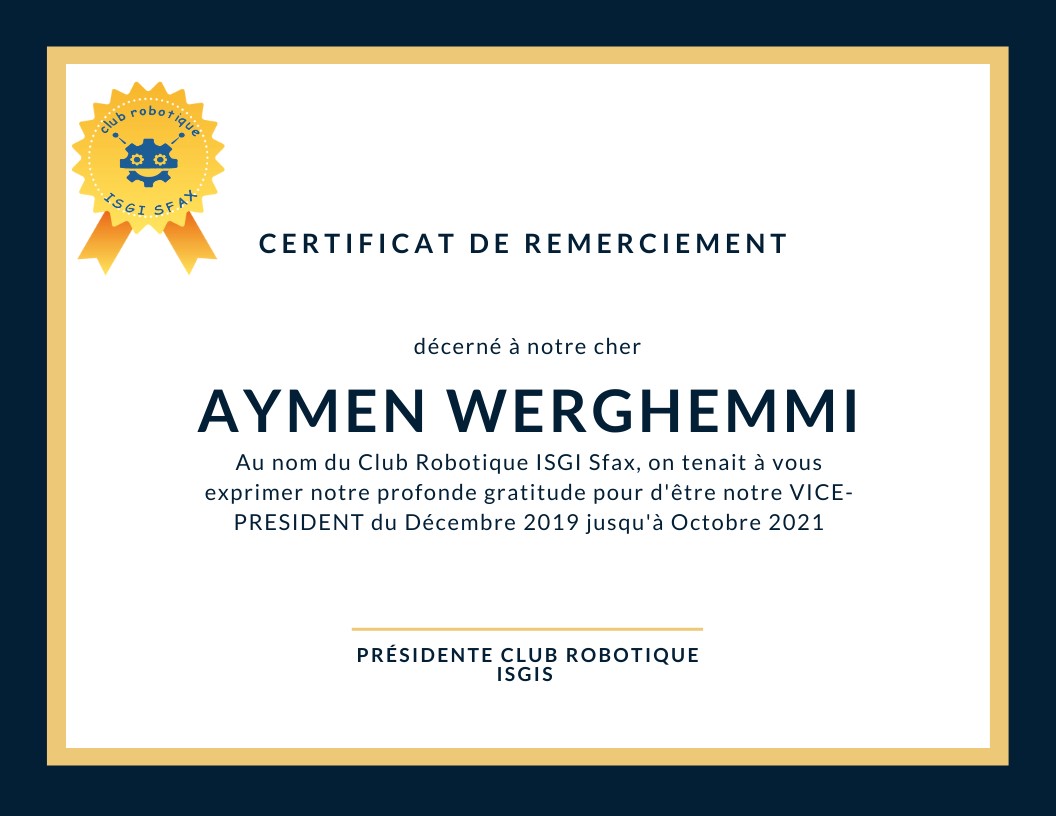 club robotique
ISGI SFAX
CERTIFICAT DE REMERCIEMENT
décerné à notre cher
AYMEN WERGHEMMI
Au nom du Club Robotique ISGI Sfax, on tenait à vous
exprimer notre profonde gratitude pour d'être notre VICE-
PRESIDENT du Décembre 2019 jusqu'à Octobre 2021
PRÉSIDENTE CLUB ROBOTIQUE
ISGIS